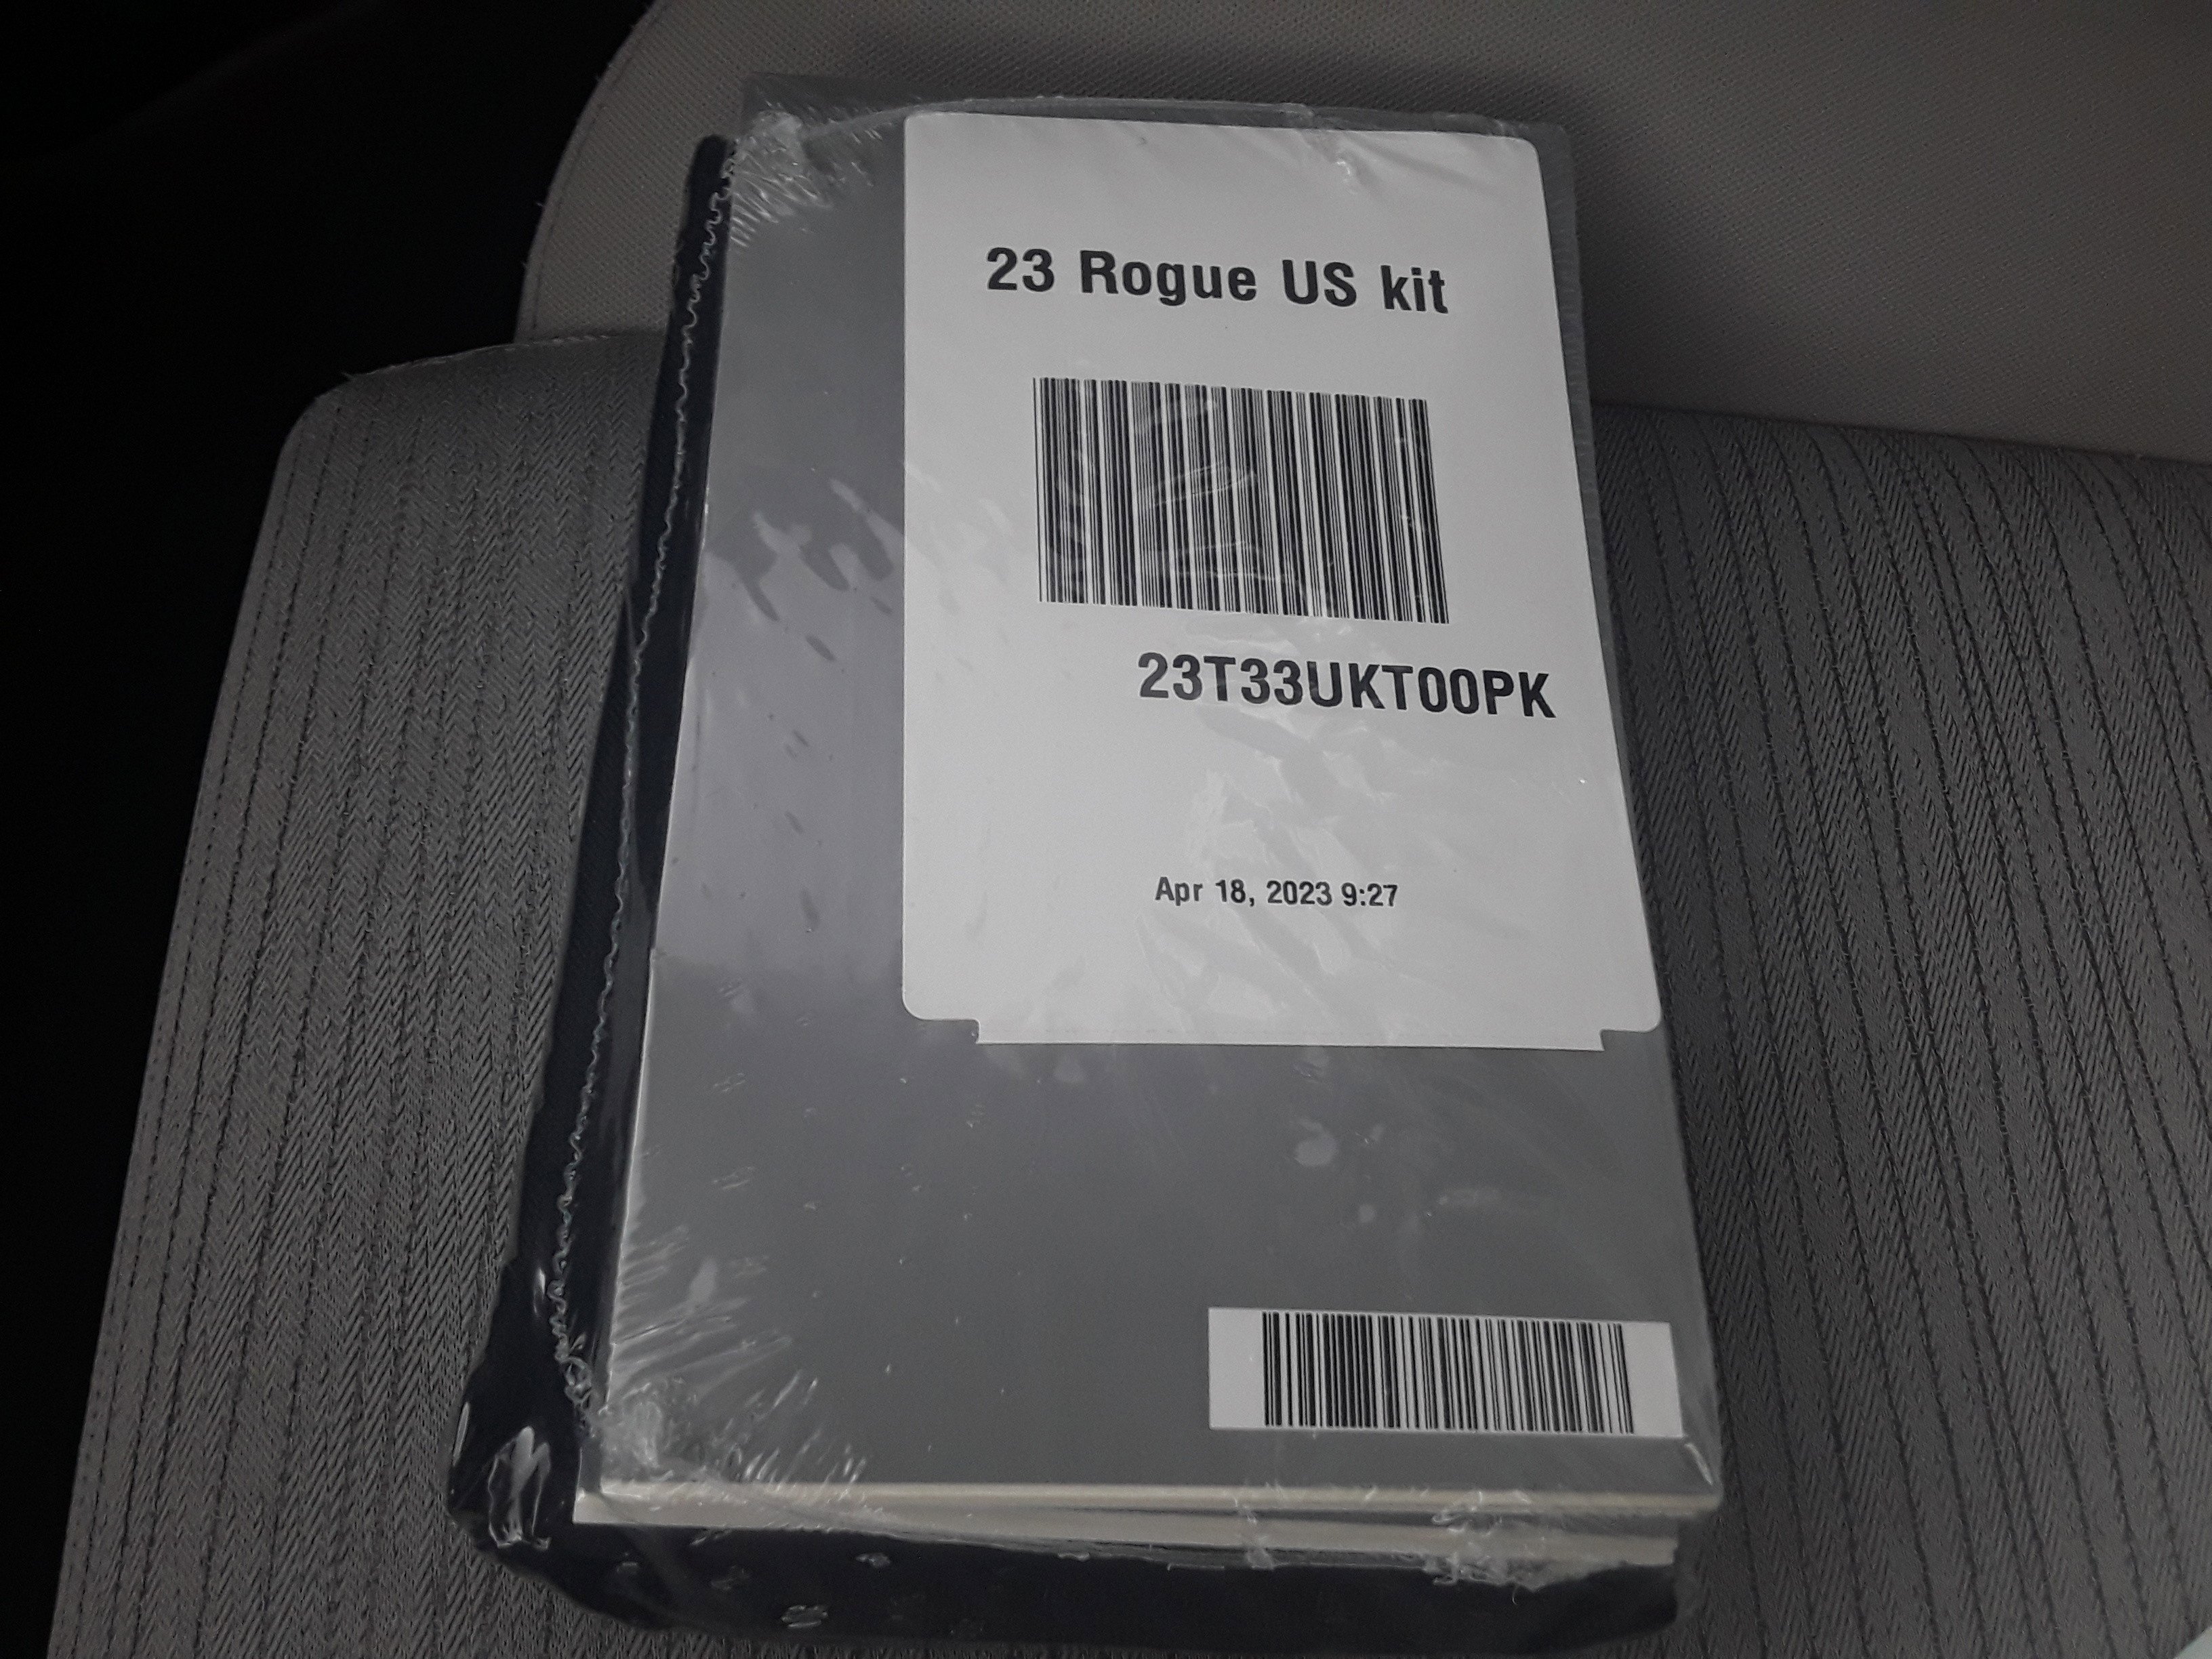 23 Rogue US kit
23T33UKT00PK
Apr 18, 2023 9:27